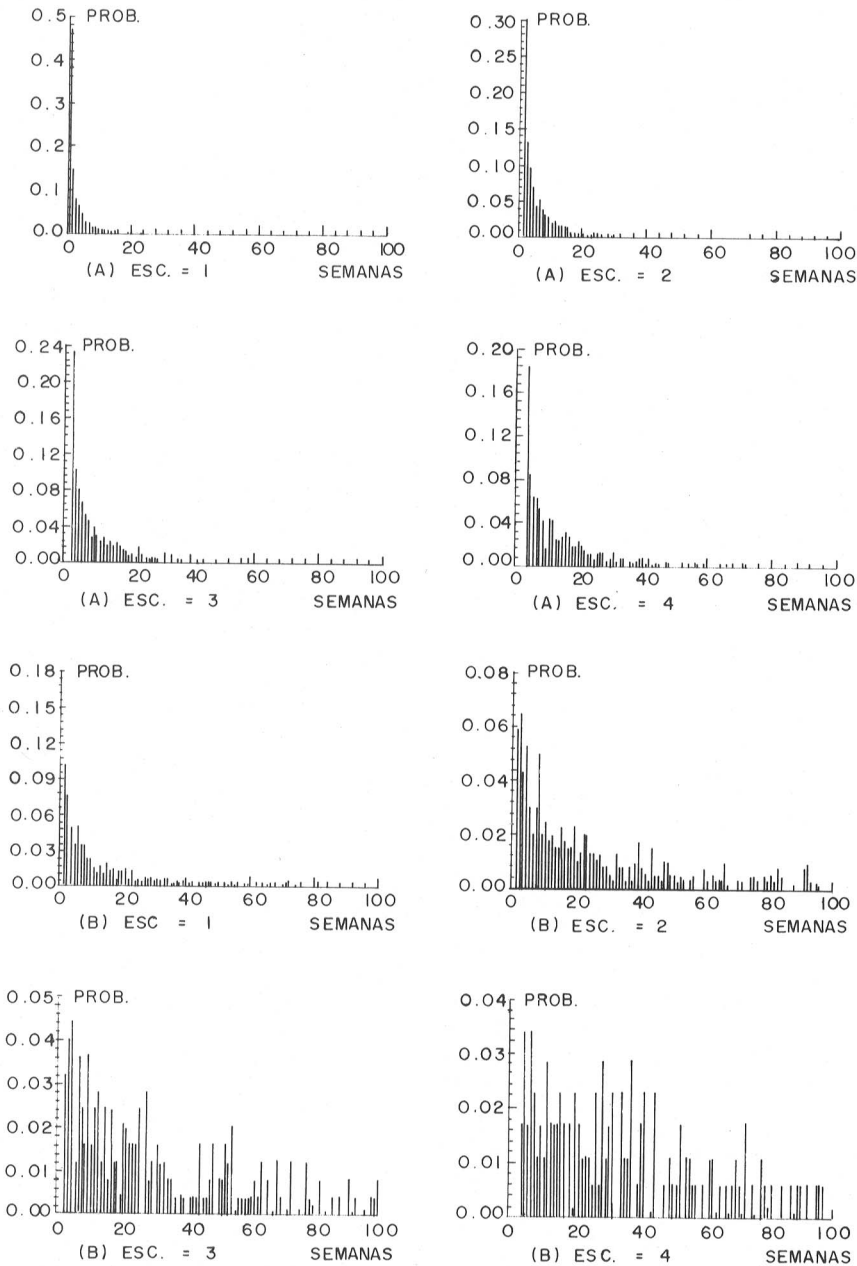 0.5 PROB.
0.4
0.3
0.2
0.1
0.0
0 20 40 60 80 100
(A) ESC. = 1 SEMANAS
0.30 PROB.
0.25
0.20
0.15
0.10
0.05
0.00
0 20 40 60 80 100
(A) ESC. = 2 SEMANAS
0.24 PROB.
0.20
0.16
0.12
0.08
0.04
0.00
0 20 40 60 80 100
(A) ESC. = 3 SEMANAS
0.20 PROB.
0.16
0.12
0.08
0.04
0.00
0 20 40 60 80 100
(A) ESC. = 4 SEMANAS
0.18 PROB.
0.15
0.12
0.09
0.06
0.03
0.00
0 20 40 60 80 100
(B) ESC = 1 SEMANAS
0.08 PROB.
0.06
0.04
0.02
0.00
0 20 40 60 80 100
(B) ESC. = 2 SEMANAS
0.05 PROB.
0.04
0.03
0.02
0.01
0.00
0 20 40 60 80 100
(B) ESC. = 3 SEMANAS
0.04 PROB.
0.03
0.02
0.01
0.00
0 20 40 60 80 100
(B) ESC. = 4 SEMANAS